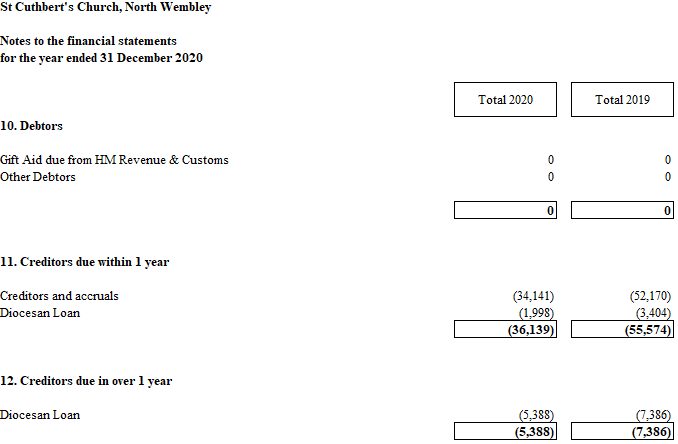 St Cuthbert's Church, North Wembley
Notes to the financial statements
for the year ended 31 December 2020
Total 2020 Total 2019
10. Debtors
Gift Aid due from HM Revenue & Customs 0 0
Other Debtors 0 0
0 0
11. Creditors due within 1 year
Creditors and accruals (34,141) (52,170)
Diocesan Loan (1,998) (3,404)
(36,139) (55,574)
12. Creditors due in over 1 year
Diocesan Loan (5,388) (7,386)
(5,388) (7,386)